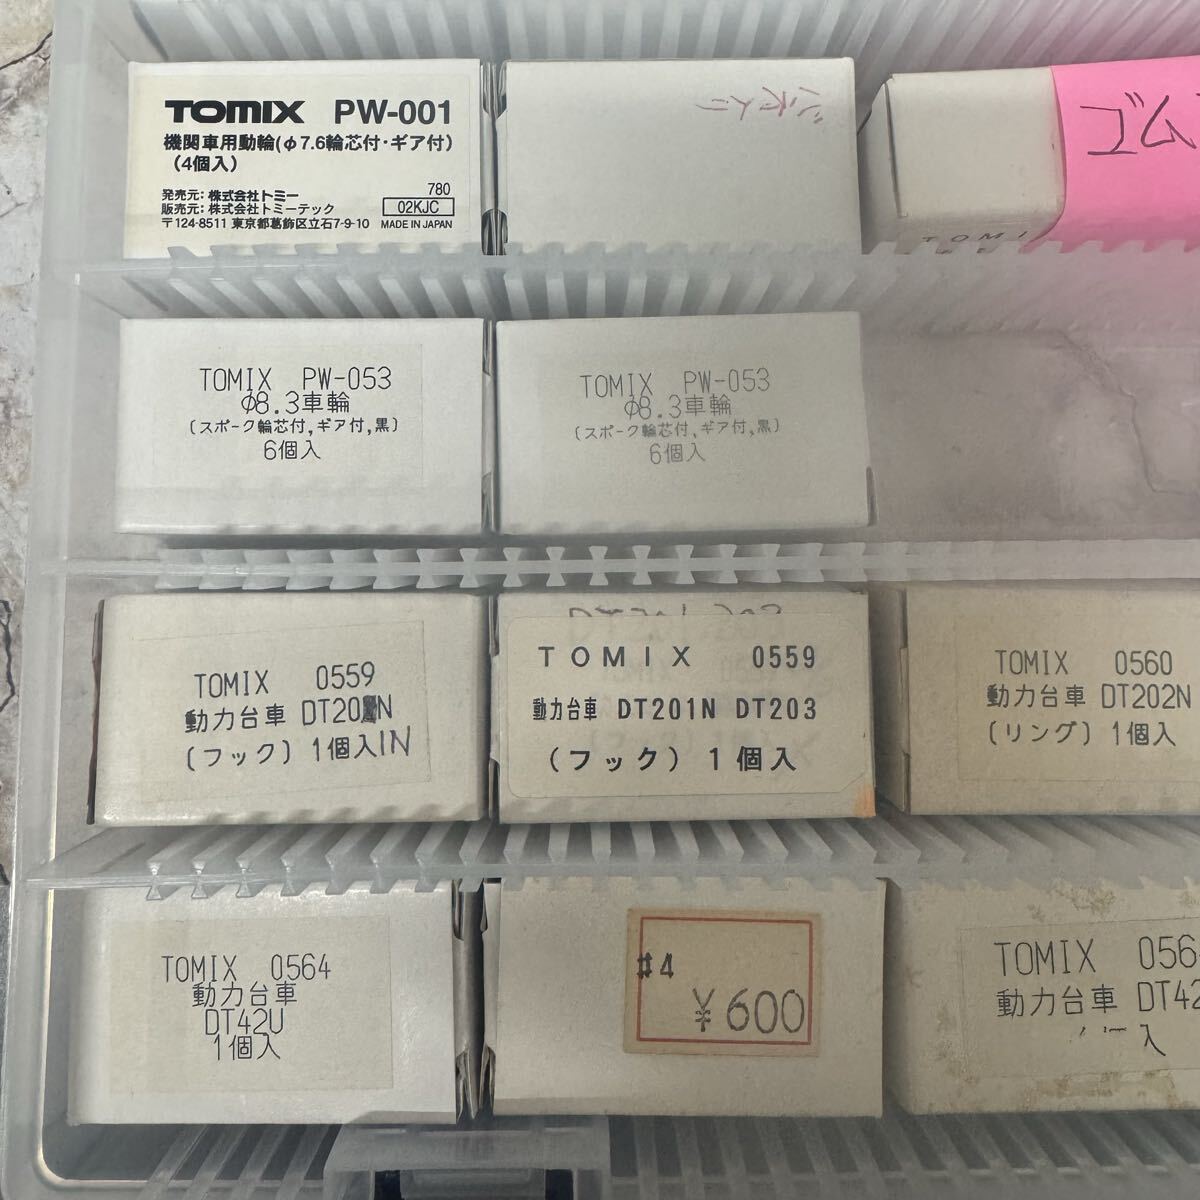 TOMIX PW-001
機関車用動輪(φ7.6輪芯付・ギア付)
(4個入)
780
発売元:株式会社トミー
02KJC
販売元:株式会社トミーテック
〒124-8511 東京都葛飾区立石7-9-10 MADE IN JAPAN
ゴム
TOMI
TOMIX PW-053
φ8.3車輪
(スポーク輪芯付,ギア付,黒)
6個入
TOMIX PW-053
φ8.3車輪
(スポーク輪芯付,ギア付,黒)
6個入
TOMIX 0559
動力台車 DT20 N
(フック) 1個入 IN
TOMIX 0559
動力台車 DT201N DT203
(フック) 1個入
TOMIX 0560
動力台車 DT202N
(リング) 1個入
TOMIX 0564
動力台車
DT42U
1個入
#4
¥600
TOMIX 056
動力台車 DT42
入